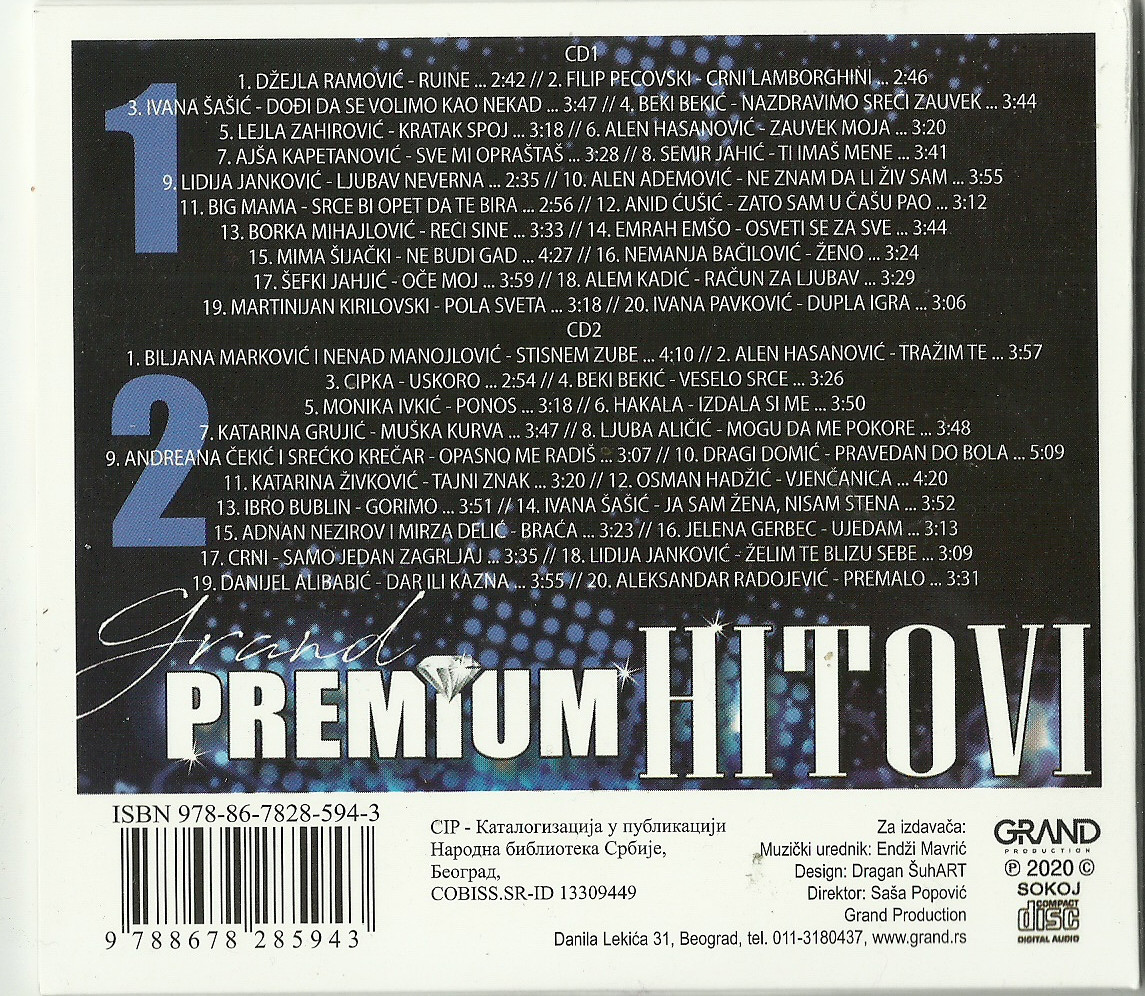 CD1
1
1. DŽEJLA RAMOVIĆ - RUINE ... 2:42 // 2. FILIP PECOVSKI - CRNI LAMBORGHINI ... 2:46
3. IVANA ŠAŠIĆ - DOĐI DA SE VOLIMO KAO NEKAD ... 3:47 // 4. BEKI BEKIĆ - NAZDRAVIMO SREĆI ZAUVEK ... 3:44
5. LEJLA ZAHIROVIĆ - KRATAK SPOJ ... 3:18 // 6. ALEN HASANOVIĆ - ZAUVEK MOJA ... 3:20
7. AJŠA KAPETANOVIĆ - SVE MI OPRAŠTAŠ ... 3:28 // 8. SEMIR JAHIĆ - TI IMAŠ MENE ... 3:41
9. LIDIJA JANKOVIĆ - LJUBAV NEVERNA ... 2:35 // 10. ALEN ADEMOVIĆ - NE ZNAM DA LI ŽIV SAM ... 3:55
11. BIG MAMA - SRCE BI OPET DA TE BIRA ... 2:56 // 12. ANID ĆUŠIĆ - ZATO SAM U ČAŠU PAO ... 3:12
13. BORKA MIHAJLOVIĆ - RECI SINE ... 3:33 // 14. EMRAH EMŠO - OSVETI SE ZA SVE ... 3:44
15. MIMA ŠIJAČKI - NE BUDI GAD ... 4:27 // 16. NEMANJA BAČILOVIĆ - ŽENO ... 3:24
17. ŠEFKI JAHJIĆ - OČE MOJ ... 3:59 // 18. ALEM KADIĆ - RAČUN ZA LJUBAV ... 3:29
19. MARTINIJAN KIRILOVSKI - POLA SVETA ... 3:18 // 20. IVANA PAVKOVIĆ - DUPLA IGRA ... 3:06
CD2
2
1. BILJANA MARKOVIĆ I NENAD MANOJLOVIĆ - STISNEM ZUBE ... 4:10 // 2. ALEN HASANOVIĆ - TRAŽIM TE ... 3:57
3. CIPKA - USKORO ... 2:54 // 4. BEKI BEKIĆ - VESELO SRCE ... 3:26
5. MONIKA IVKIĆ - PONOS ... 3:18 // 6. HAKALA - IZDALA SI ME ... 3:50
7. KATARINA GRUJIĆ - MUŠKA KURVA ... 3:47 // 8. LJUBA ALIČIĆ - MOGU DA ME POKORE ... 3:48
9. ANDREANA ČEKIĆ I SREĆKO KREČAR - OPASNO ME RADIŠ ... 3:07 // 10. DRAGI DOMIĆ - PRAVEDAN DO BOLA ... 5:09
11. KATARINA ŽIVKOVIĆ - TAJNI ZNAK ... 3:20 // 12. OSMAN HADŽIĆ - VJENČANICA ... 4:20
13. IBRO BUBLIN - GORIMO ... 3:51 // 14. IVANA ŠAŠIĆ - JA SAM ŽENA, NISAM STENA ... 3:52
15. ADNAN NEZIROV I MIRZA DELIĆ - BRAĆA ... 3:23 // 16. JELENA GERBEC - UJEDAM ... 3:13
17. CRNI - SAMO JEDAN ZAGRLJAJ ... 3:35 // 18. LIDIJA JANKOVIĆ - ŽELIM TE BLIZU SEBE ... 3:09
19. DANIJEL ALIBABIĆ - DAR ILI KAZNA ... 3:55 // 20. ALEKSANDAR RADOJEVIĆ - PREMALO ... 3:31
Grand
PREMIUM HITOVI
ISBN 978-86-7828-594-3
9 788678 285943
CIP - Каталогизација у публикацији
Народна библиотека Србије,
Београд,
COBISS.SR-ID 13309449
Za izdavača:
Muzički urednik: Endži Mavrić
Design: Dragan ŠuhART
Direktor: Saša Popović
Grand Production
Danila Lekića 31, Beograd, tel. 011-3180437, www.grand.rs
GRAND
PRODUCTION
℗ 2020 ©
SOKOJ
COMPACT
disc
DIGITAL AUDIO